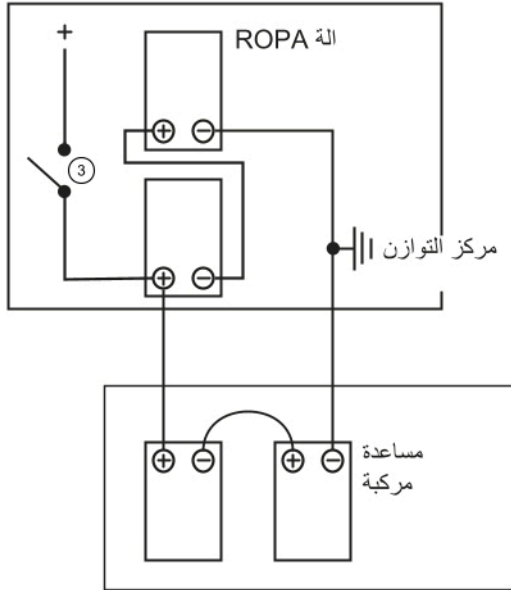 الة ROPA
+
3
+ −
+ −
مركز التوازن
+ − + −
مساعدة
مركبة